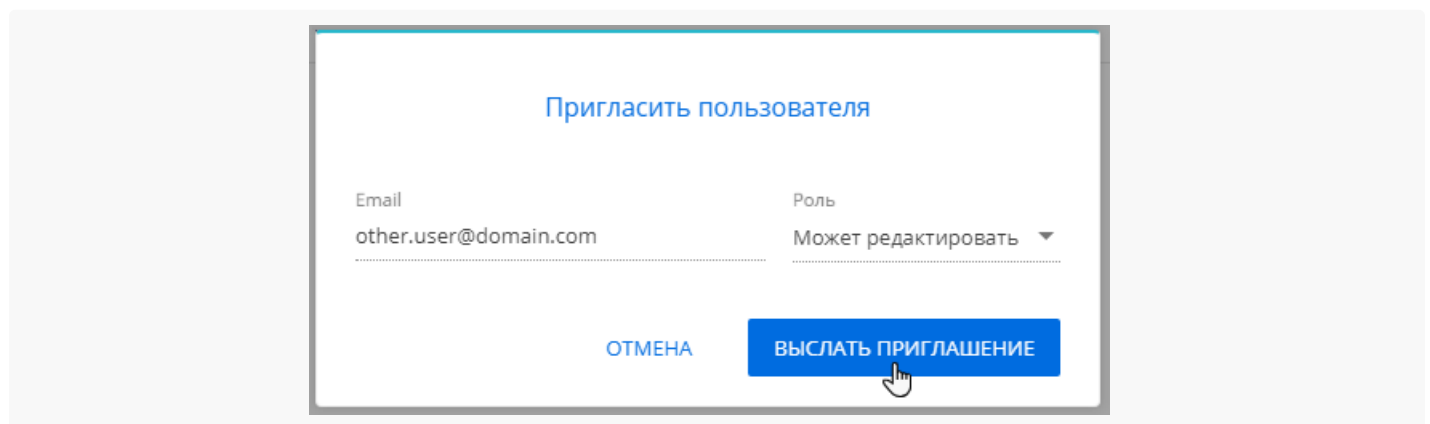 Пригласить пользователя
Email Роль
other.user@domain.com Может редактировать
ОТМЕНА ВЫСЛАТЬ ПРИГЛАШЕНИЕ